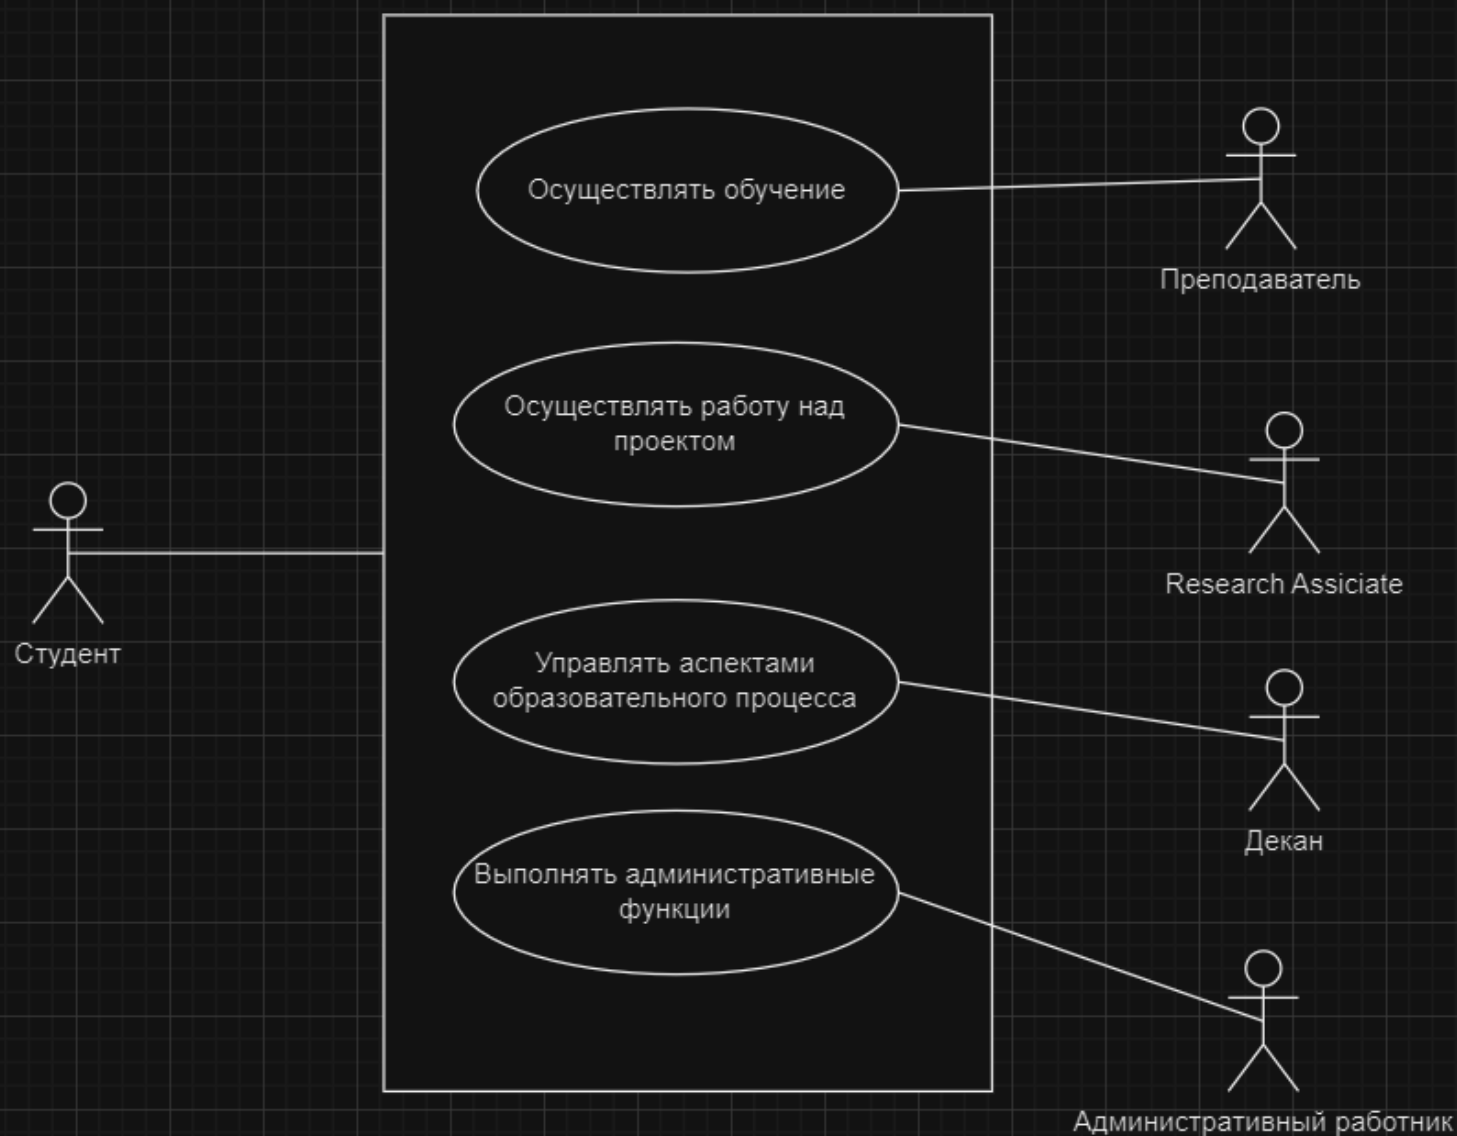 Осуществлять обучение
Преподаватель
Осуществлять работу над
проектом
Research Assiciate
Студент
Управлять аспектами
образовательного процесса
Декан
Выполнять административные
функции
Административный работник